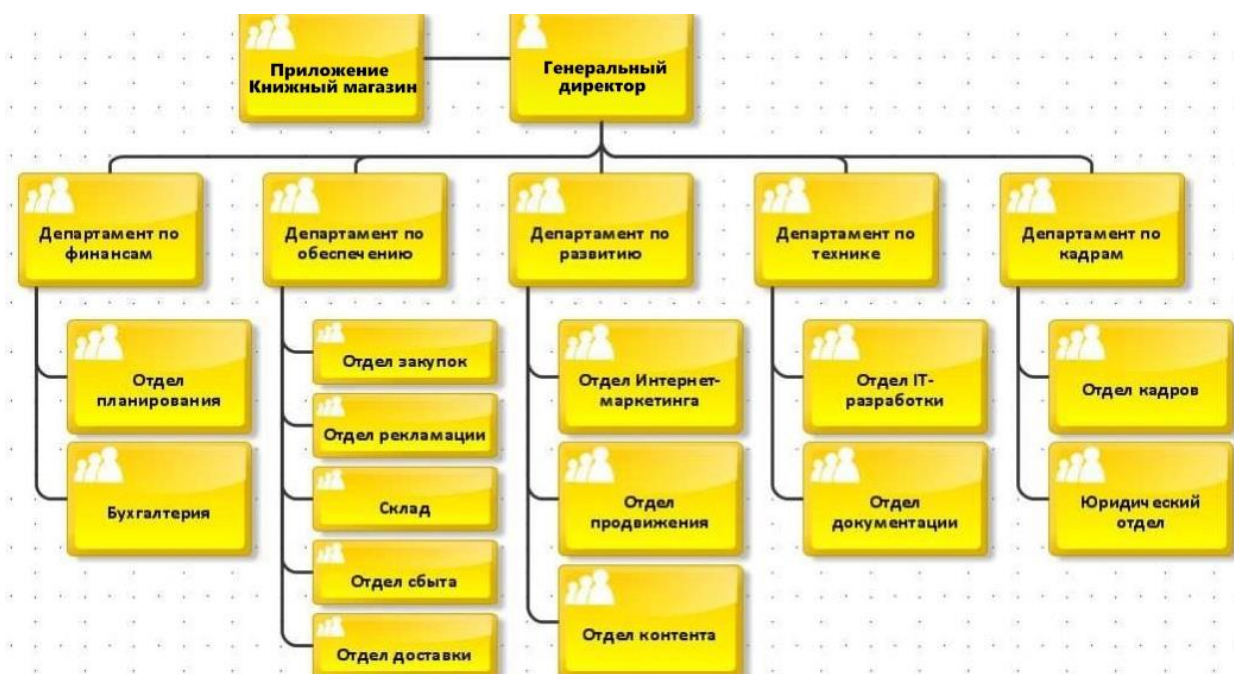 Приложение
Книжный магазин
Генеральный
директор
Департамент по
финансам
Департамент по
обеспечению
Департамент по
развитию
Департамент по
технике
Департамент по
кадрам
Отдел
планирования
Бухгалтерия
Отдел закупок
Отдел рекламации
Склад
Отдел сбыта
Отдел доставки
Отдел Интернет-
маркетинга
Отдел
продвижения
Отдел контента
Отдел IT-
разработки
Отдел
документации
Отдел кадров
Юридический
отдел